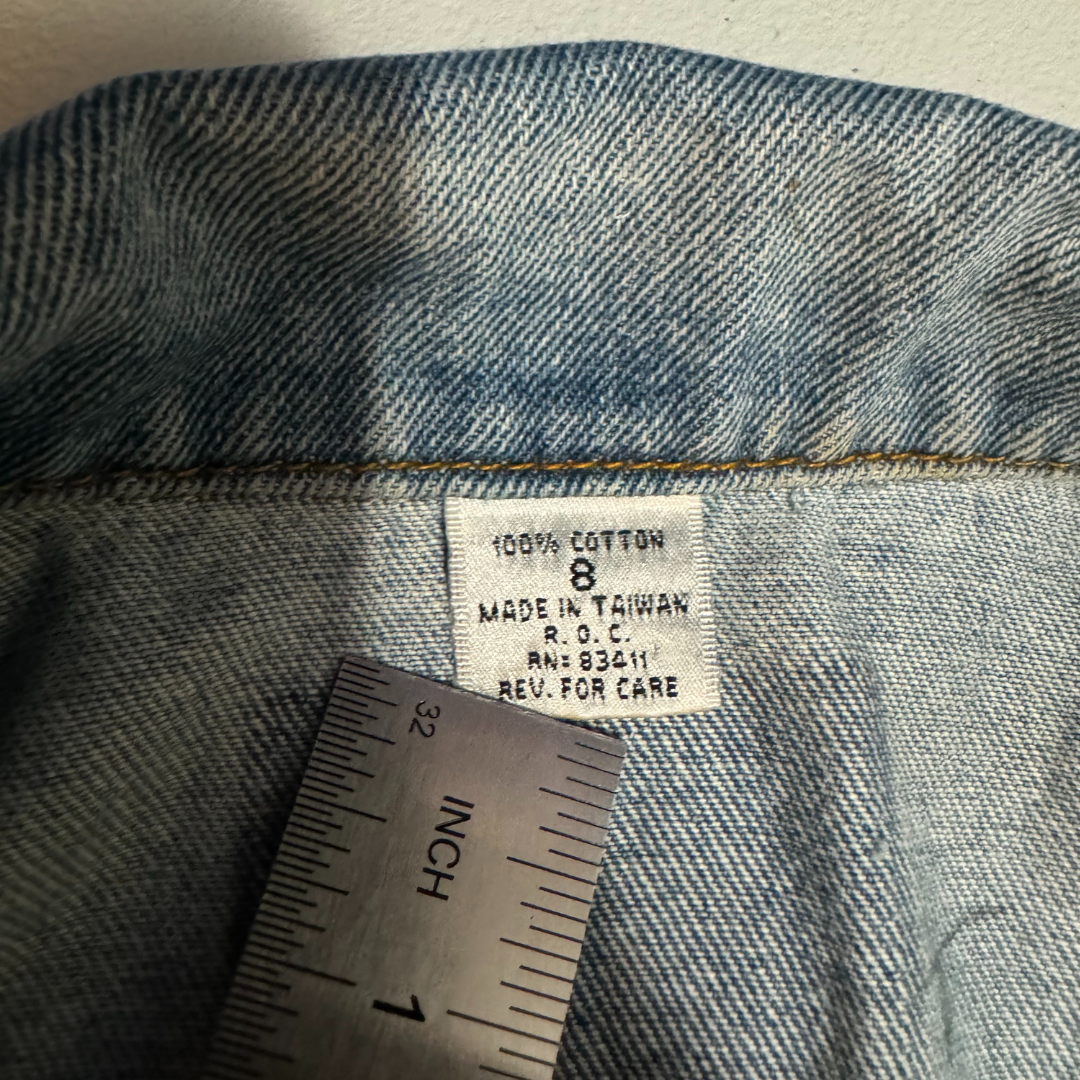 100% COTTON
8
MADE IN TAIWAN
R. O. C.
RN= 83411
REV. FOR CARE
32
INCH
1